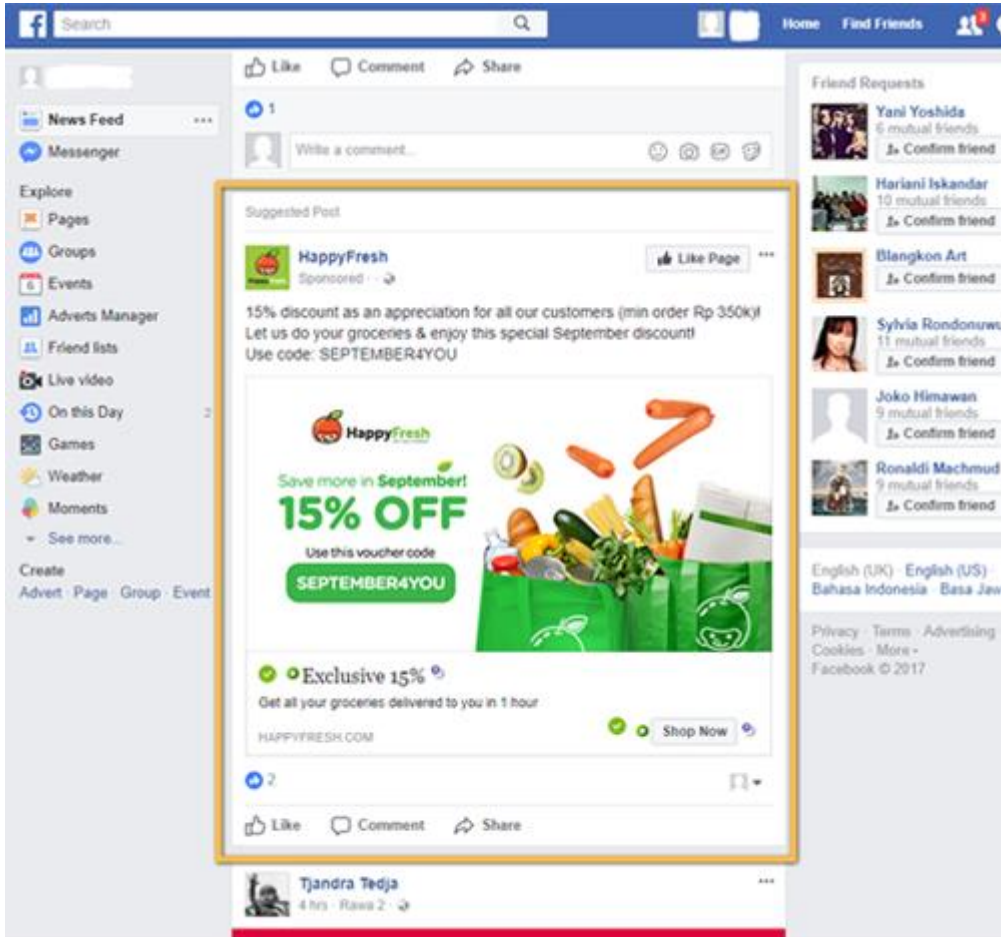 Search
Home Find Friends 3
Like Comment Share
1
Write a comment...
News Feed ...
Messenger
Explore
Pages
Groups
6 Events
Adverts Manager
Friend lists
Live video
On this Day 2
Games
Weather
Moments
See more...
Create
Advert · Page · Group · Event
Suggested Post
HappyFresh
Sponsored ·
Like Page ...
15% discount as an appreciation for all our customers (min order Rp 350k)!
Let us do your groceries & enjoy this special September discount!
Use code: SEPTEMBER4YOU
HappyFresh
Save more in September!
15% OFF
Use this voucher code
SEPTEMBER4YOU
Exclusive 15%
Get all your groceries delivered to you in 1 hour
HAPPYFRESH.COM
Shop Now
2
Like Comment Share
Tjandra Tedja ...
4 hrs · Rawa 2 ·
Friend Requests
Yani Yoshida
6 mutual friends
Confirm friend
Hariani Iskandar
10 mutual friends
Confirm friend
Blangkon Art
Confirm friend
Sylvia Rondonuwu
11 mutual friends
Confirm friend
Joko Himawan
9 mutual friends
Confirm friend
Ronaldi Machmud
9 mutual friends
Confirm friend
English (UK) · English (US) ·
Bahasa Indonesia · Basa Jaw
Privacy · Terms · Advertising
Cookies · More
Facebook © 2017